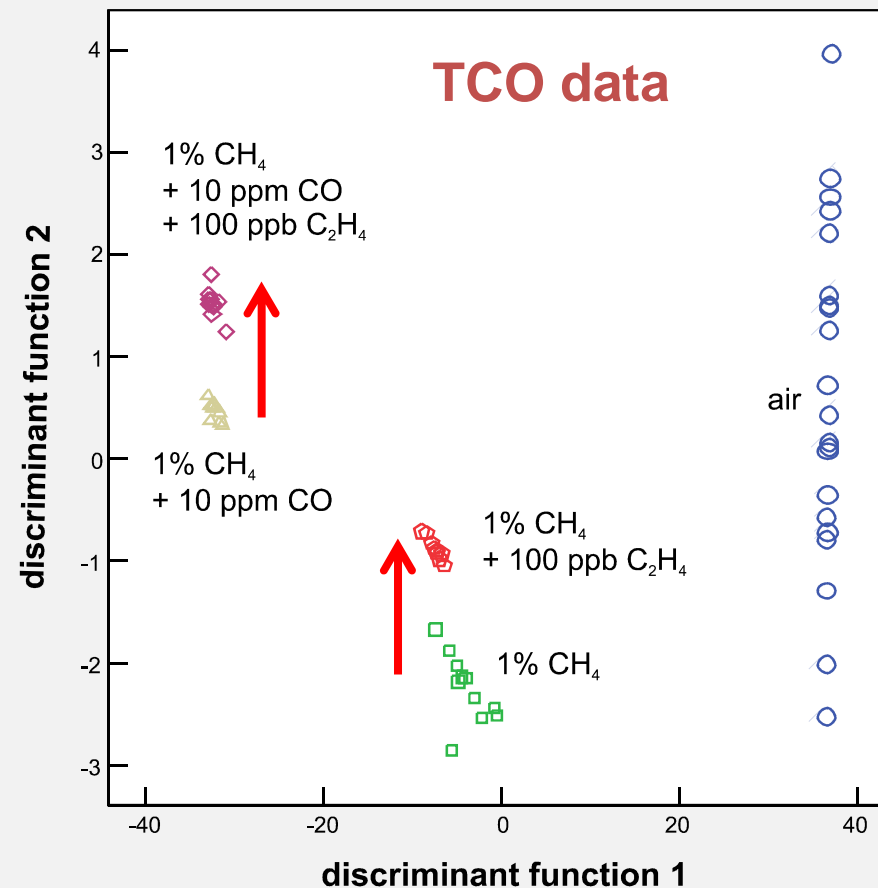 TCO data
4
3
2
1
0
-1
-2
-3
discriminant function 2
1% CH₄
+ 10 ppm CO
+ 100 ppb C₂H₄
air
1% CH₄
+ 10 ppm CO
1% CH₄
+ 100 ppb C₂H₄
1% CH₄
-40
-20
0
20
40
discriminant function 1